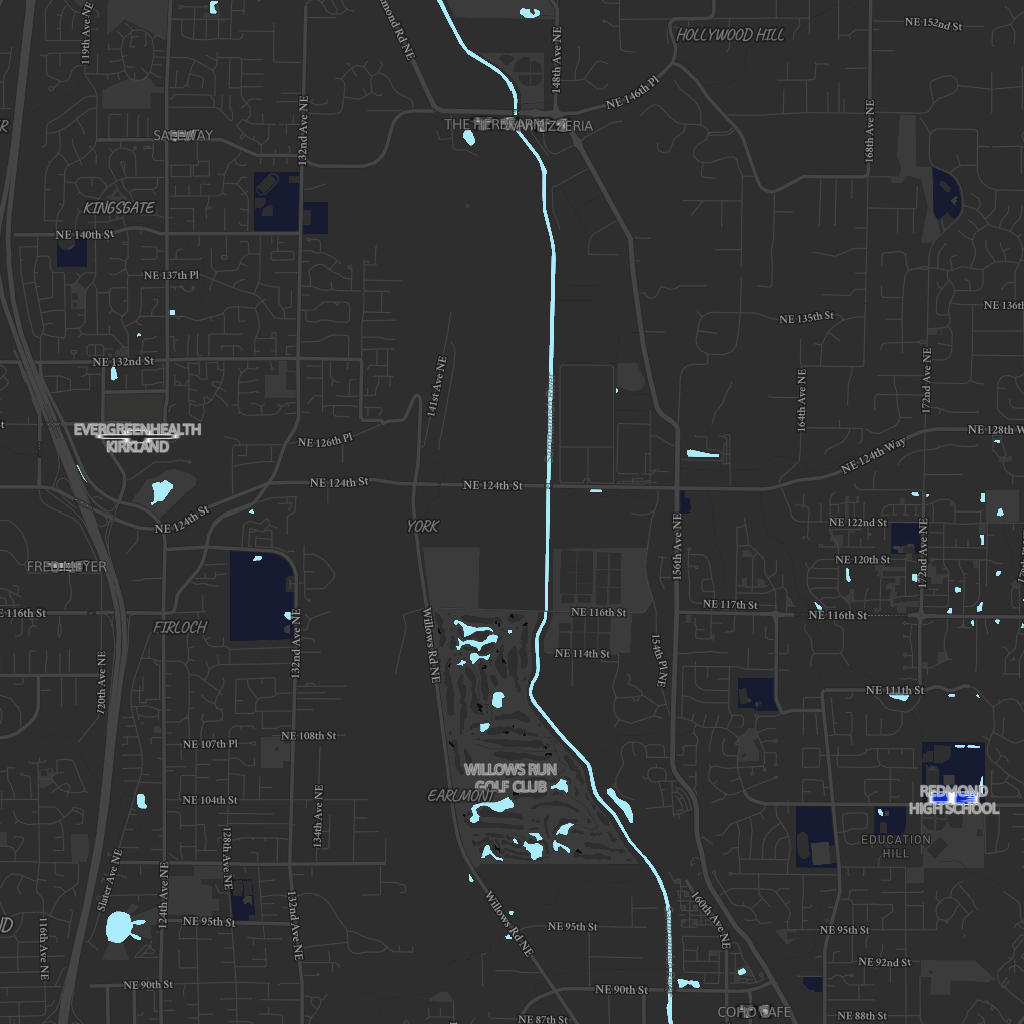 NE 152nd St
119th Ave NE
HOLLYWOOD HILL
148th Ave NE
NE 146th Pl
132nd Ave NE
168th Ave NE
SAFEWAY
KINGSGATE
NE 140th St
NE 137th Pl
NE 135th St
NE 132nd St
141st Ave NE
164th Ave NE
172nd Ave NE
EVERGREENHEALTH
KIRKLAND
NE 126th Pl
NE 124th Way
NE 124th St
NE 124th St
NE 124th St
YORK
156th Ave NE
NE 122nd St
172nd Ave NE
NE 120th St
FRED MEYER
NE 116th St
NE 117th St
NE 116th St
FIRLOCH
132nd Ave NE
Willows Rd NE
NE 114th St
154th Pl NE
NE 111th St
NE 107th Pl
NE 108th St
WILLOWS RUN
GOLF CLUB
EARLMONT
NE 104th St
134th Ave NE
REDMOND
HIGH SCHOOL
EDUCATION
HILL
128th Ave NE
Slater Ave NE
124th Ave NE
132nd Ave NE
116th Ave NE
NE 95th St
Willows Rd NE
NE 95th St
160th Ave NE
NE 95th St
NE 92nd St
NE 90th St
NE 90th St
NE 87th St
COHO CAFE
NE 88th St